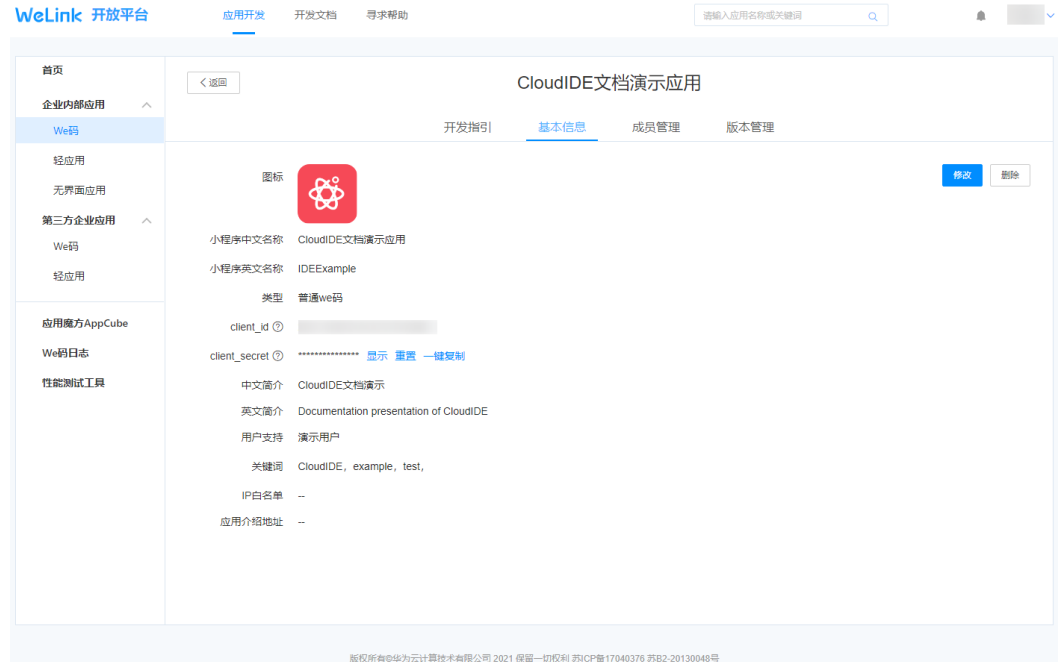 WeLink 开放平台 应用开发 开发文档 寻求帮助 请输入应用名称或关键词
首页
企业内部应用
We码
轻应用
无界面应用
第三方企业应用
We码
轻应用
应用魔方AppCube
We码日志
性能测试工具
返回
CloudIDE文档演示应用
开发指引 基本信息 成员管理 版本管理
图标
修改 删除
小程序中文名称 CloudIDE文档演示应用
小程序英文名称 IDEExample
类型 普通we码
client_id ?
client_secret ? *************** 显示 重置 一键复制
中文简介 CloudIDE文档演示
英文简介 Documentation presentation of CloudIDE
用户支持 演示用户
关键词 CloudIDE，example，test，
IP白名单 --
应用介绍地址 --
版权所有©华为云计算技术有限公司 2021 保留一切权利 苏ICP备17040376 苏B2-20130048号